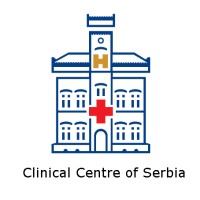 H
Clinical Centre of Serbia